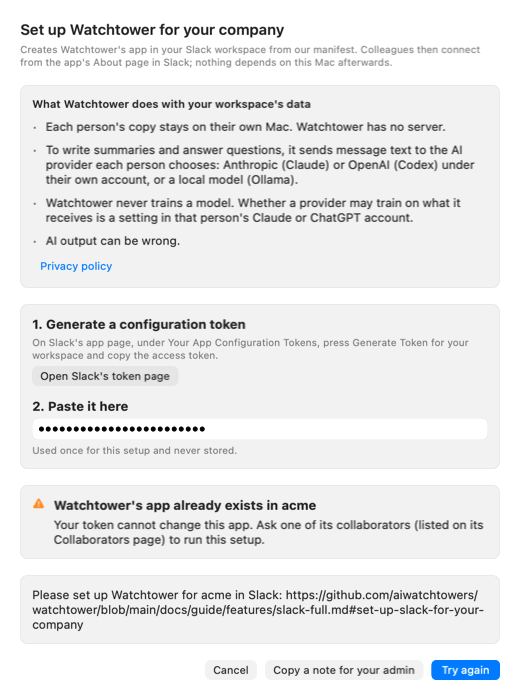 Set up Watchtower for your company
Creates Watchtower's app in your Slack workspace from our manifest. Colleagues then connect
from the app's About page in Slack; nothing depends on this Mac afterwards.
What Watchtower does with your workspace's data
· Each person's copy stays on their own Mac. Watchtower has no server.
· To write summaries and answer questions, it sends message text to the AI
provider each person chooses: Anthropic (Claude) or OpenAI (Codex) under
their own account, or a local model (Ollama).
· Watchtower never trains a model. Whether a provider may train on what it
receives is a setting in that person's Claude or ChatGPT account.
· AI output can be wrong.
Privacy policy
1. Generate a configuration token
On Slack's app page, under Your App Configuration Tokens, press Generate Token for your
workspace and copy the access token.
Open Slack's token page
2. Paste it here
Used once for this setup and never stored.
Watchtower's app already exists in acme
Your token cannot change this app. Ask one of its collaborators (listed on its
Collaborators page) to run this setup.
Please set up Watchtower for acme in Slack: https://github.com/aiwatchtowers/
watchtower/blob/main/docs/guide/features/slack-full.md#set-up-slack-for-your-
company
Cancel
Copy a note for your admin
Try again